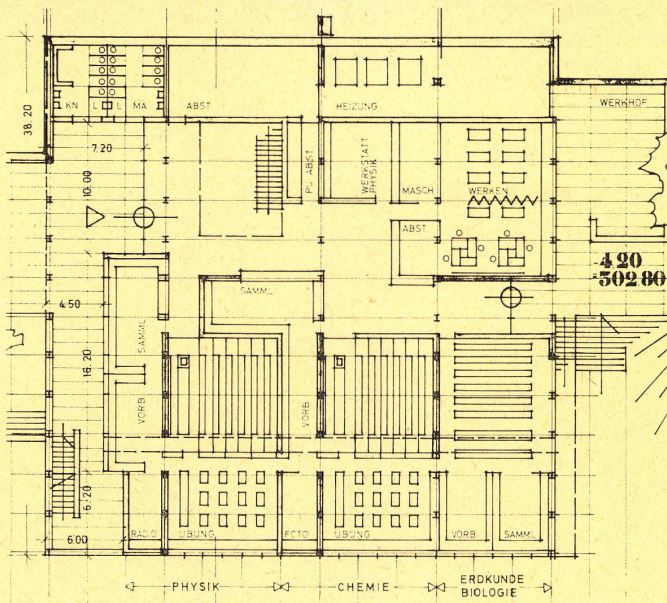 KN
L
L
MA
ABST
HEIZUNG
WERKHOF
38.20
7.20
10.00
PU ABST
WERKSTATT
PHYSIK
MASCH
WERKEN
ABST
-4.20
-302.80
4.50
SAMML
SAMML
16.20
VORB
VORB
6.20
6.00
RADIO
ÜBUNG
FOTO
ÜBUNG
VORB
SAMML
PHYSIK
CHEMIE
ERDKUNDE
BIOLOGIE